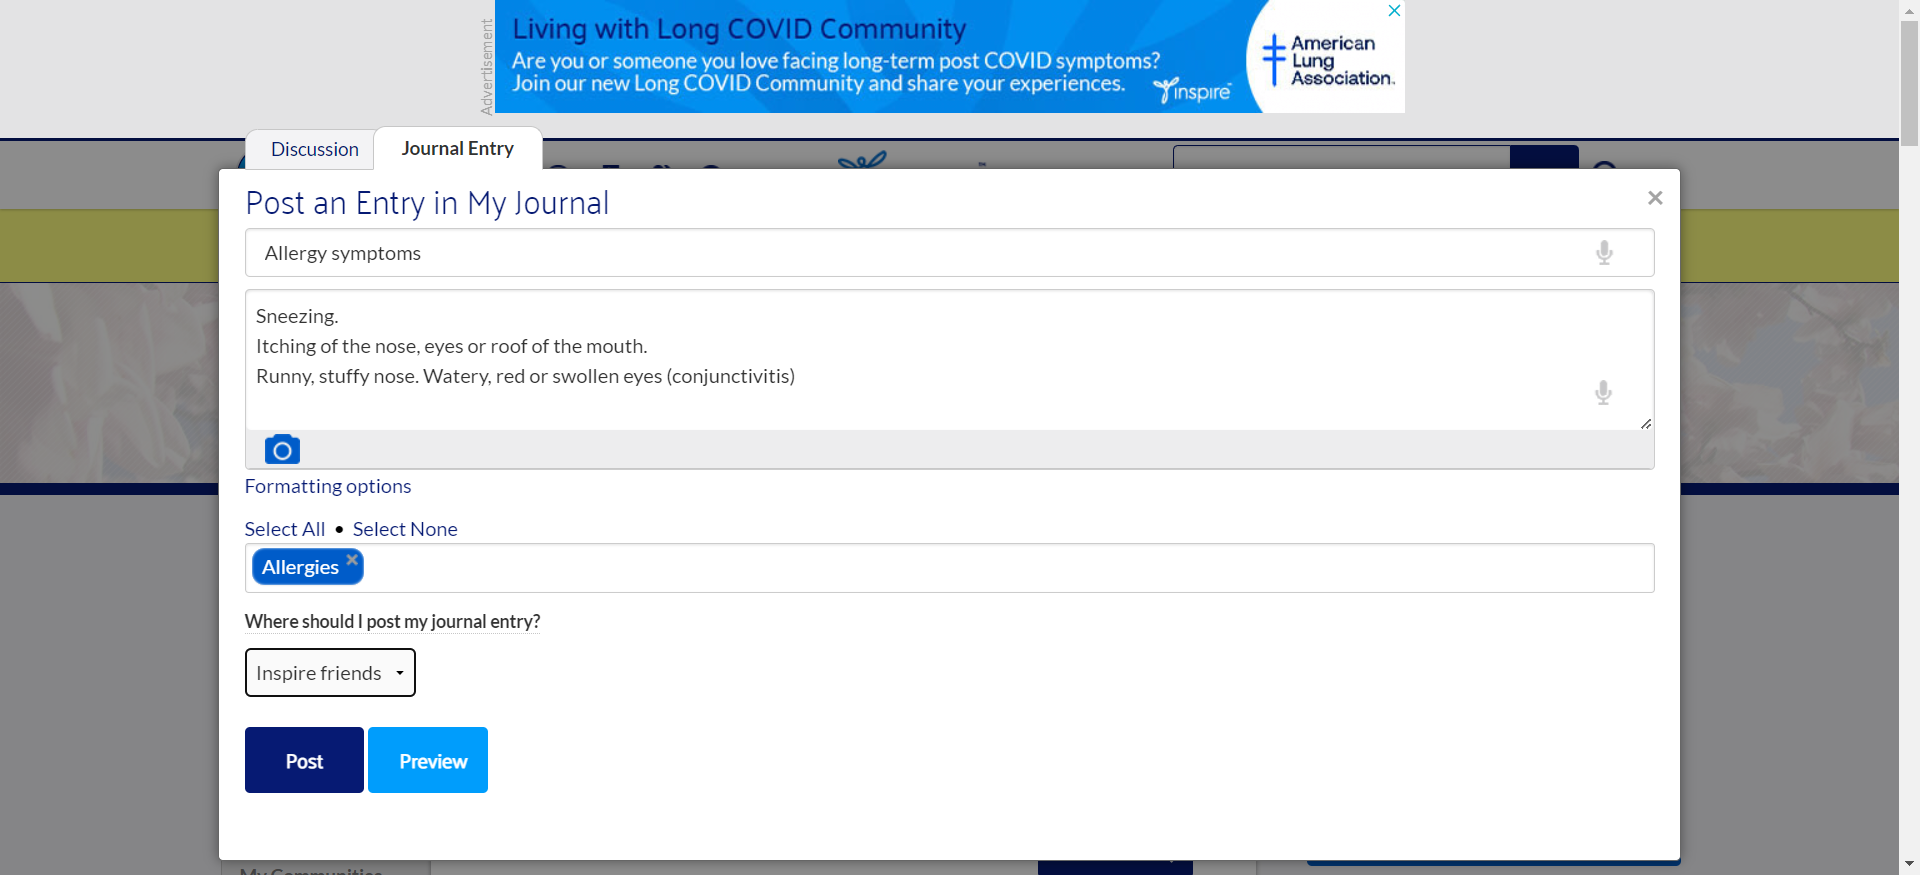 Advertisement
Living with Long COVID Community
Are you or someone you love facing long-term post COVID symptoms?
Join our new Long COVID Community and share your experiences.
inspire
American
Lung
Association.
Discussion
Journal Entry
Post an Entry in My Journal
Allergy symptoms
Sneezing.
Itching of the nose, eyes or roof of the mouth.
Runny, stuffy nose. Watery, red or swollen eyes (conjunctivitis)
Formatting options
Select All • Select None
Allergies
Where should I post my journal entry?
Inspire friends
Post
Preview
My Communities